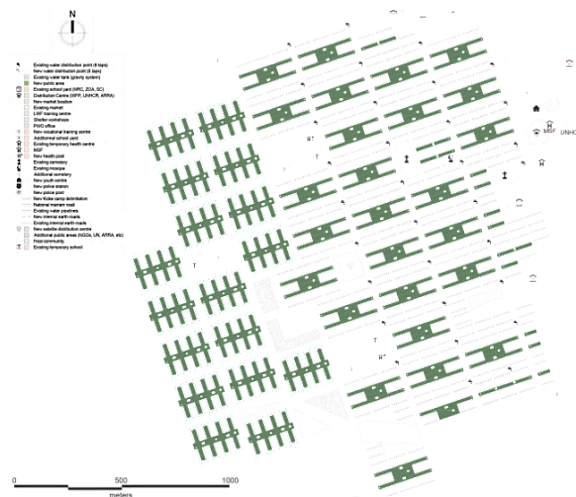 N
Existing water distribution point (6 taps)
New water distribution point (6 taps)
Existing water tank (gravity system)
New public area
Existing school yard (NRC, ZOA, SC)
Distribution Centre (WFP, UNHCR, ARRA)
New market location
Existing market
LWF training centre
Shelter workshops
PWO office
New vocational training centre
Additional school yard
Existing temporary health centre
MSF
New health post
Existing cemetery
Existing mosque
Additional cemetery
New youth centre
New police station
New police post
New Kobe camp delimitation
National murram road
Existing water pipelines
New internal earth roads
Existing internal earth roads
New satellite distribution centre
Additional public areas (NGOs, UN, ARRA, etc)
Host community
Existing temporary school
H+
T
MSF
UNHC
T
T
H+
0
500
1000
meters